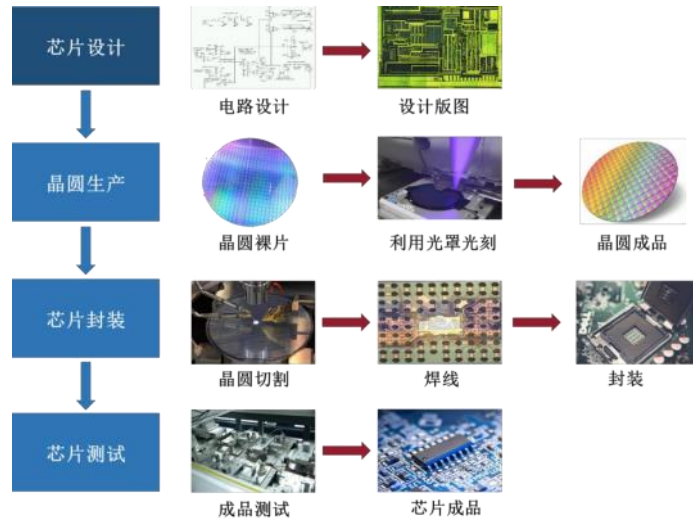 芯片设计
电路设计
设计版图
晶圆生产
晶圆裸片
利用光罩光刻
晶圆成品
芯片封装
晶圆切割
焊线
封装
芯片测试
成品测试
芯片成品